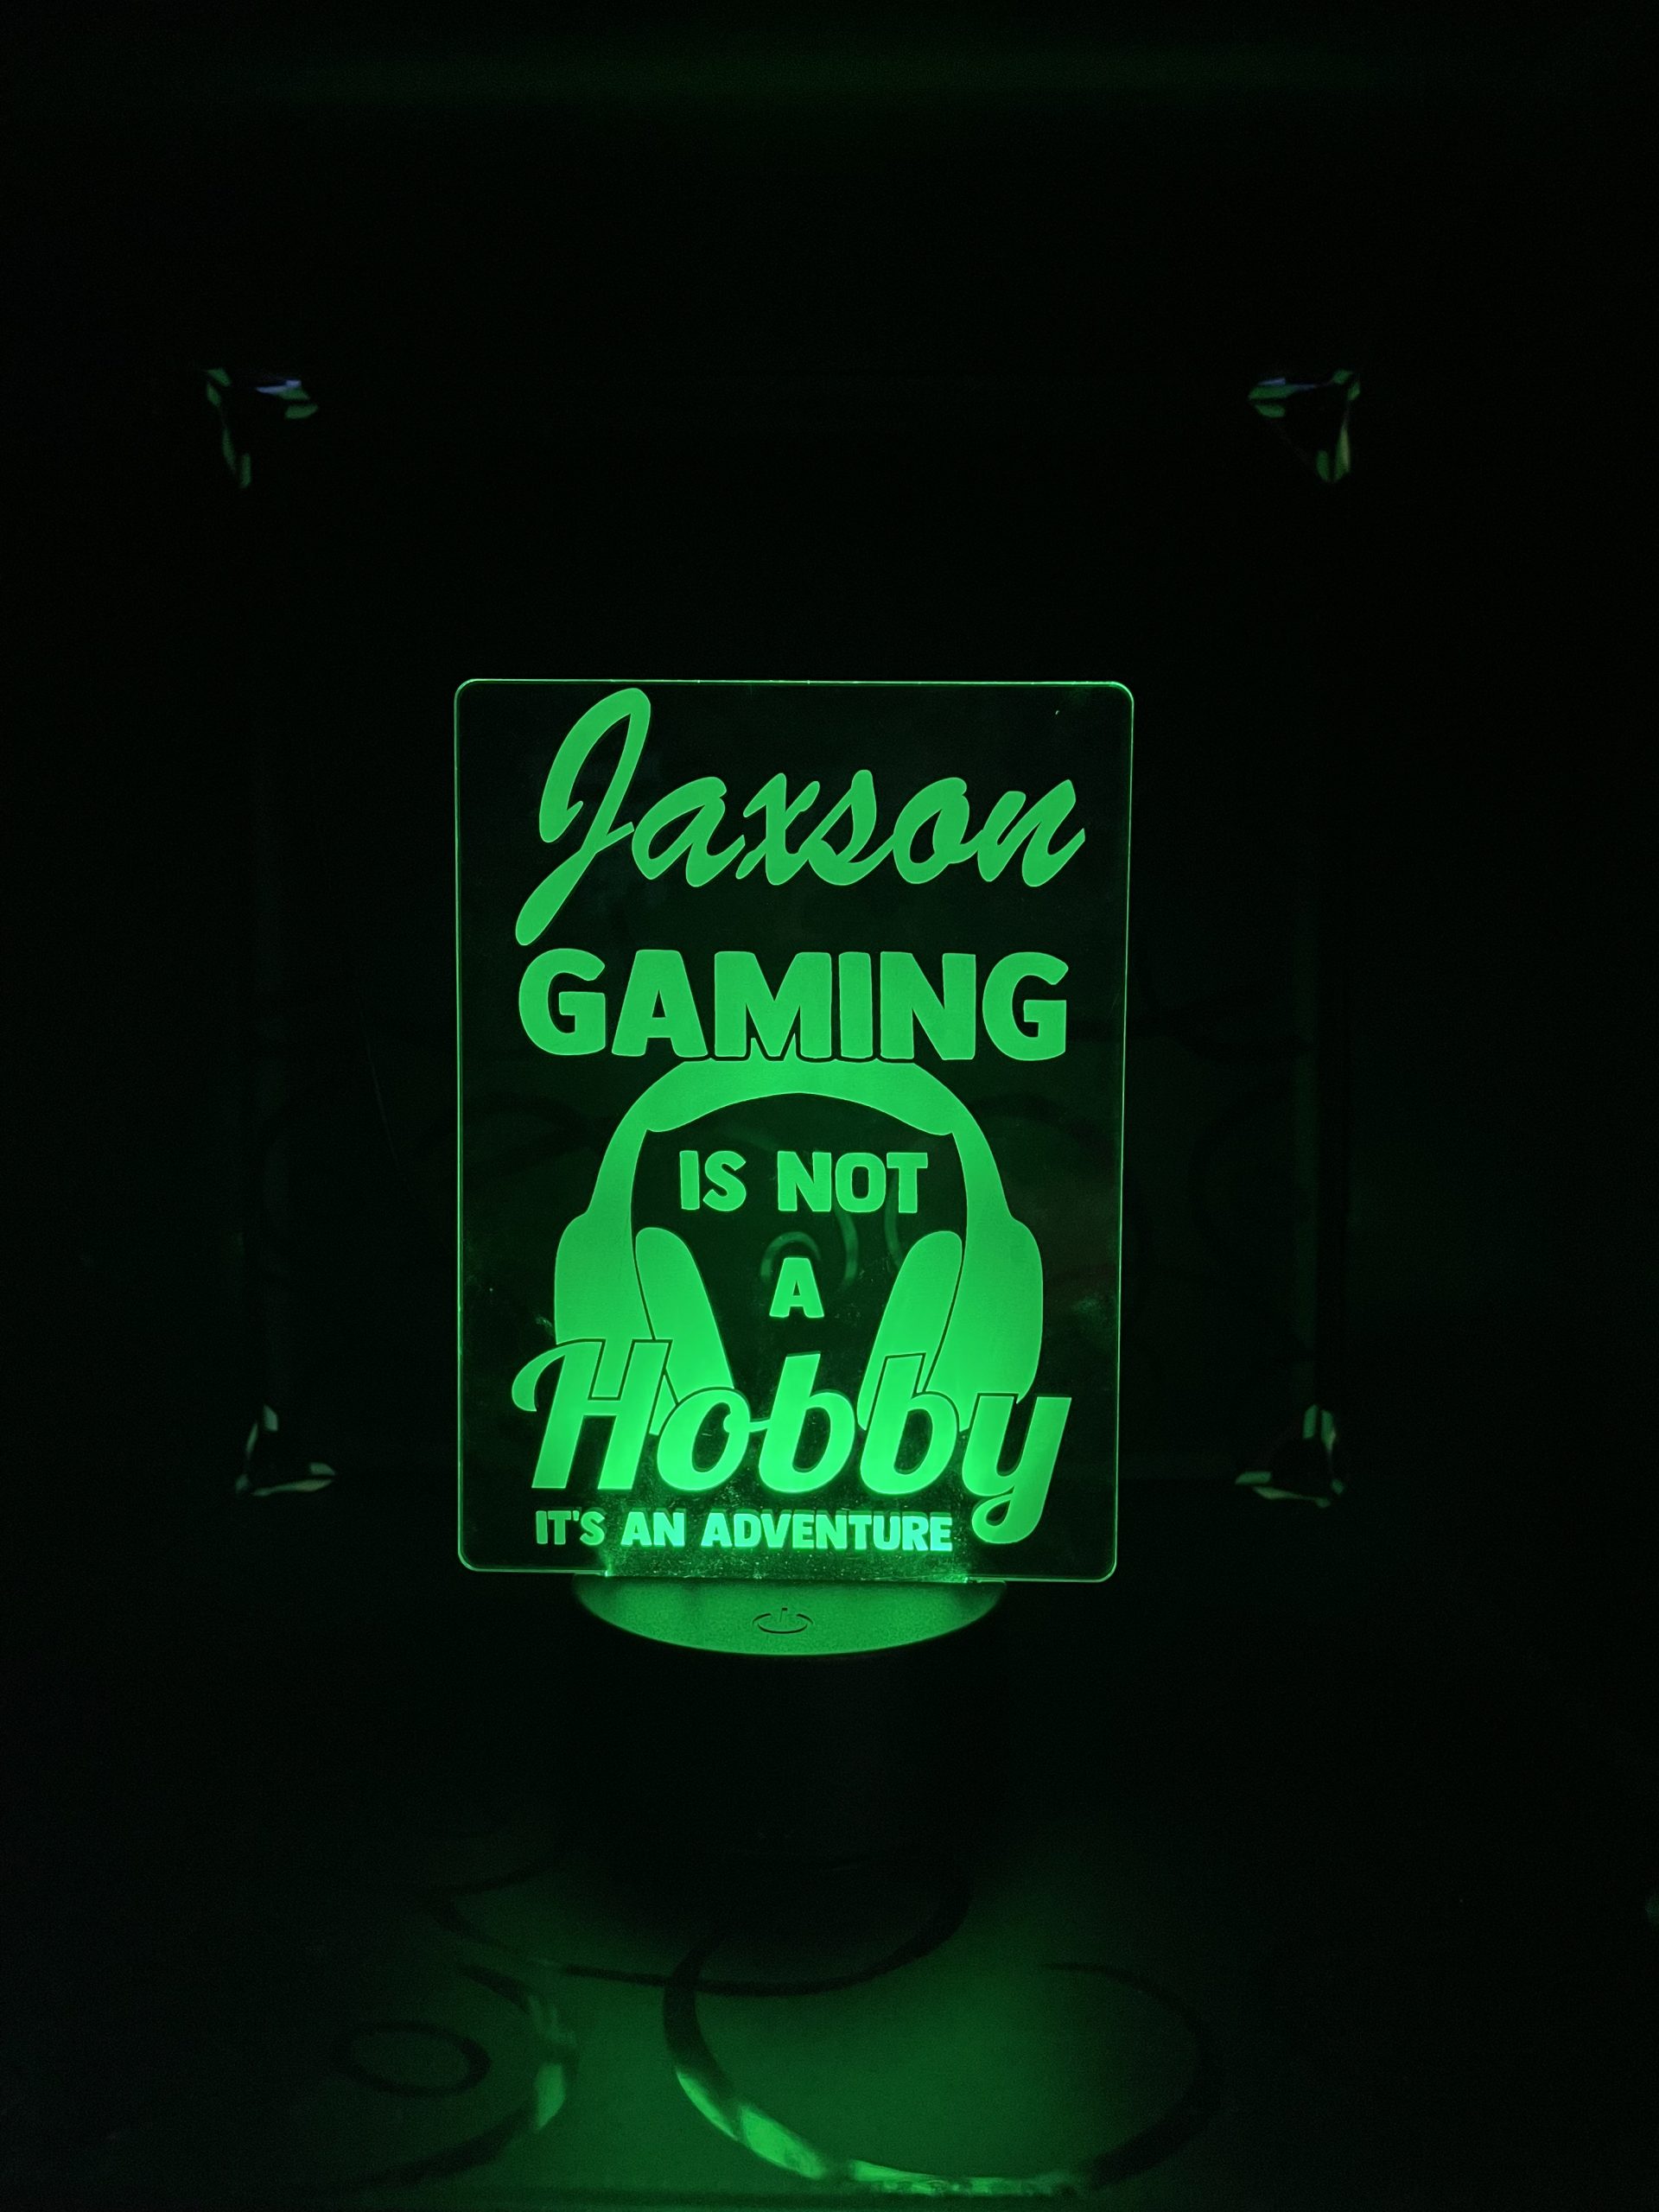 Jaxson
GAMING
IS NOT
A
Hobby
IT'S AN ADVENTURE